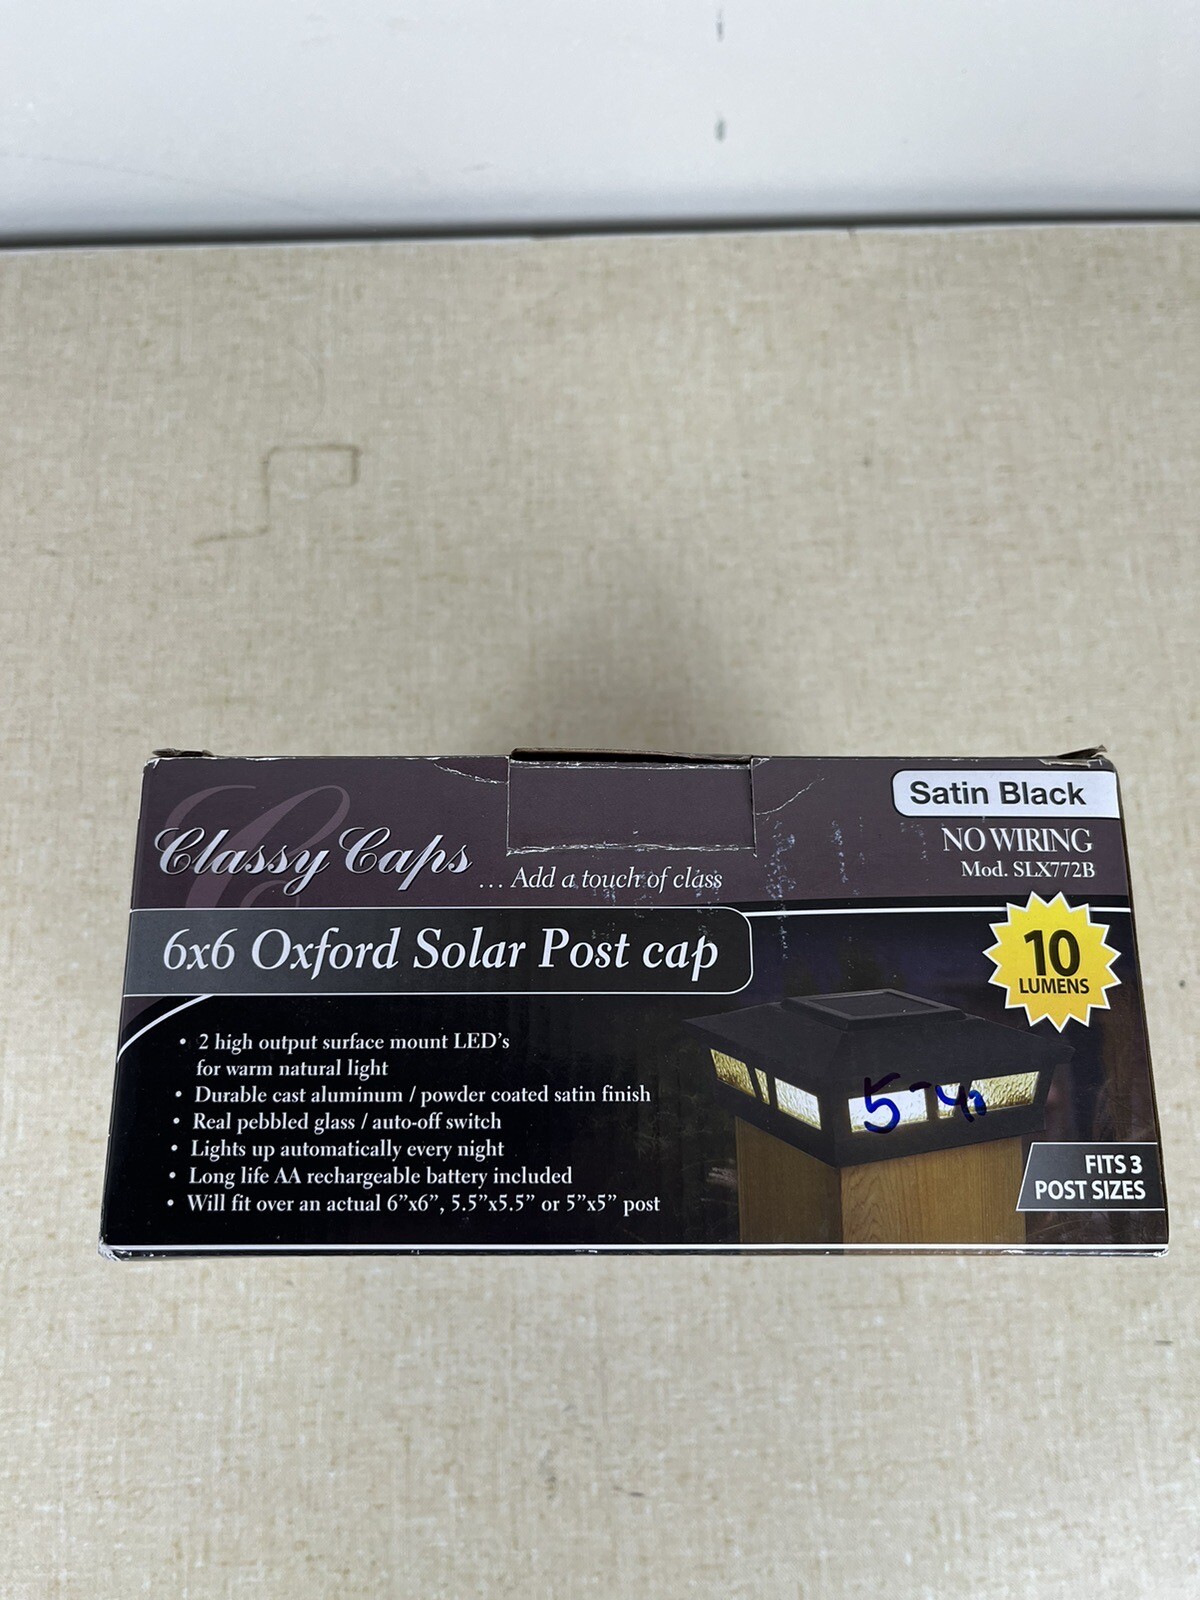 Satin Black
NO WIRING
Mod. SLX772B
Classy Caps
... Add a touch of class
6x6 Oxford Solar Post cap
10
LUMENS
• 2 high output surface mount LED's
for warm natural light
• Durable cast aluminum / powder coated satin finish
• Real pebbled glass / auto-off switch
• Lights up automatically every night
• Long life AA rechargeable battery included
• Will fit over an actual 6”x6”, 5.5”x5.5” or 5”x5” post
5-40
FITS 3
POST SIZES